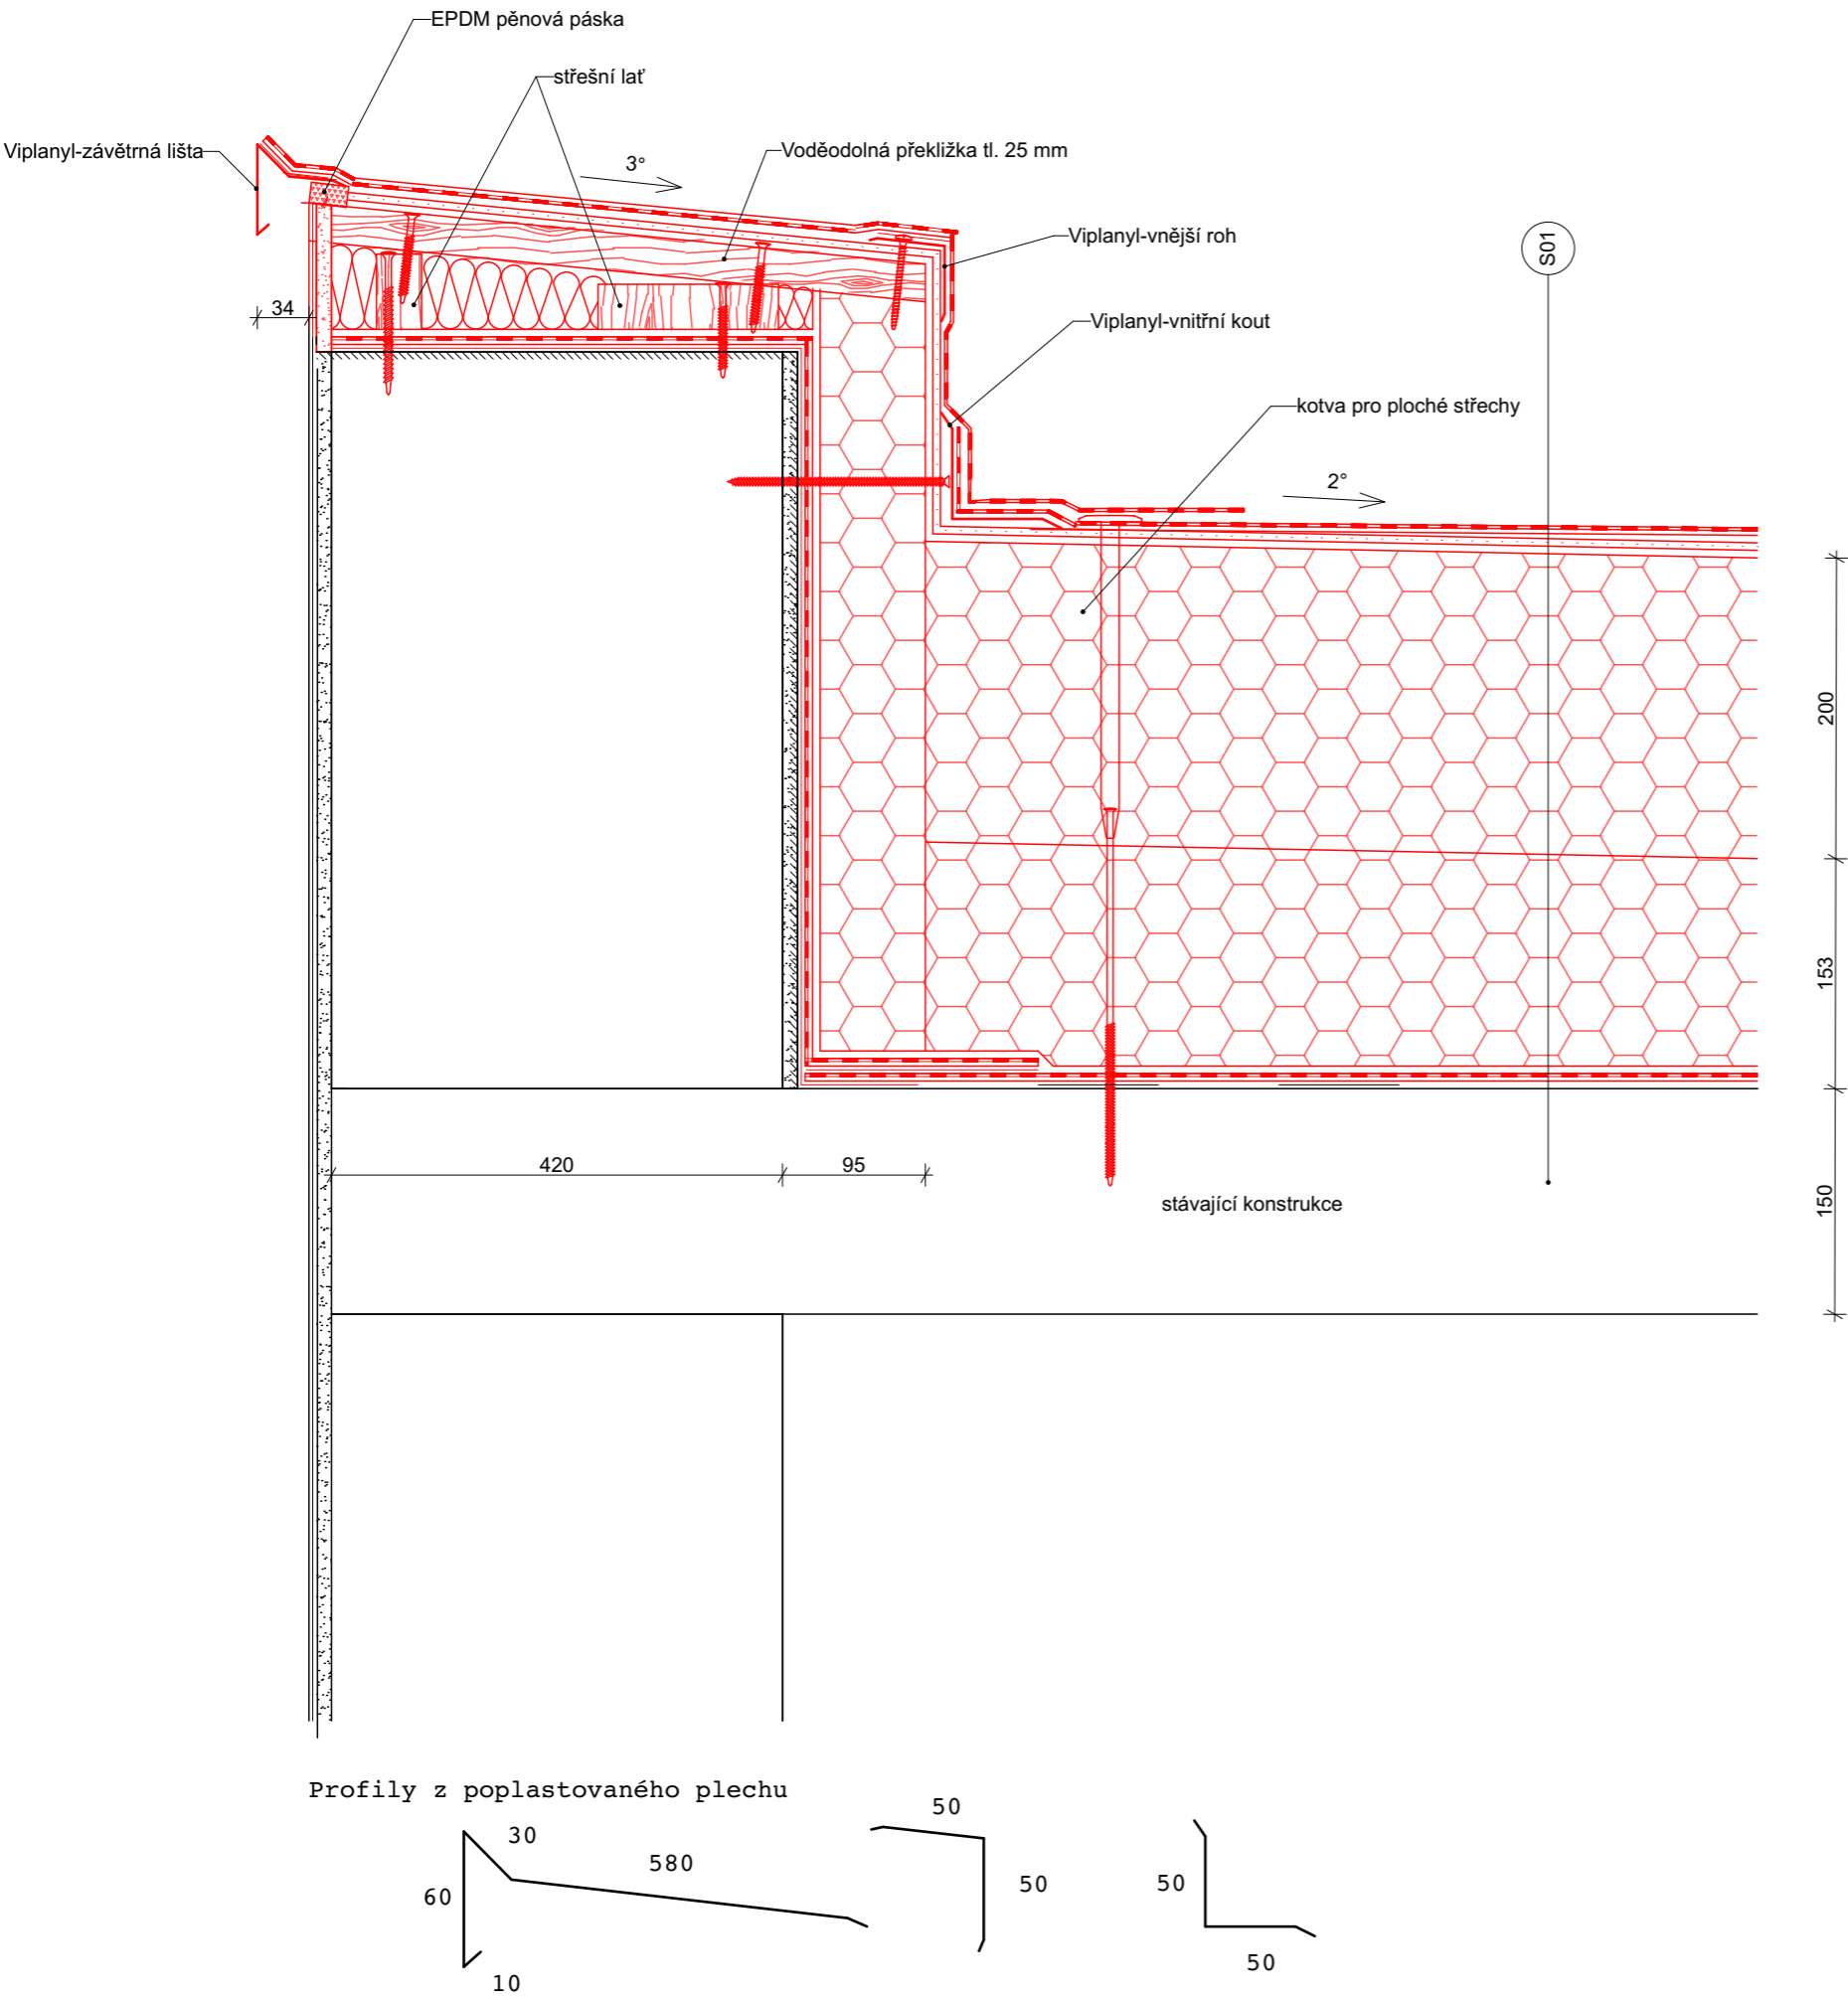 EPDM pěnová páska
střešní lať
Viplanyl-závětrná lišta
Voděodolná překližka tl. 25 mm
3°
Viplanyl-vnější roh
S01
34
Viplanyl-vnitřní kout
kotva pro ploché střechy
2°
200
153
420
95
150
stávající konstrukce
Profily z poplastovaného plechu
50
30
580
60
50
50
50
10